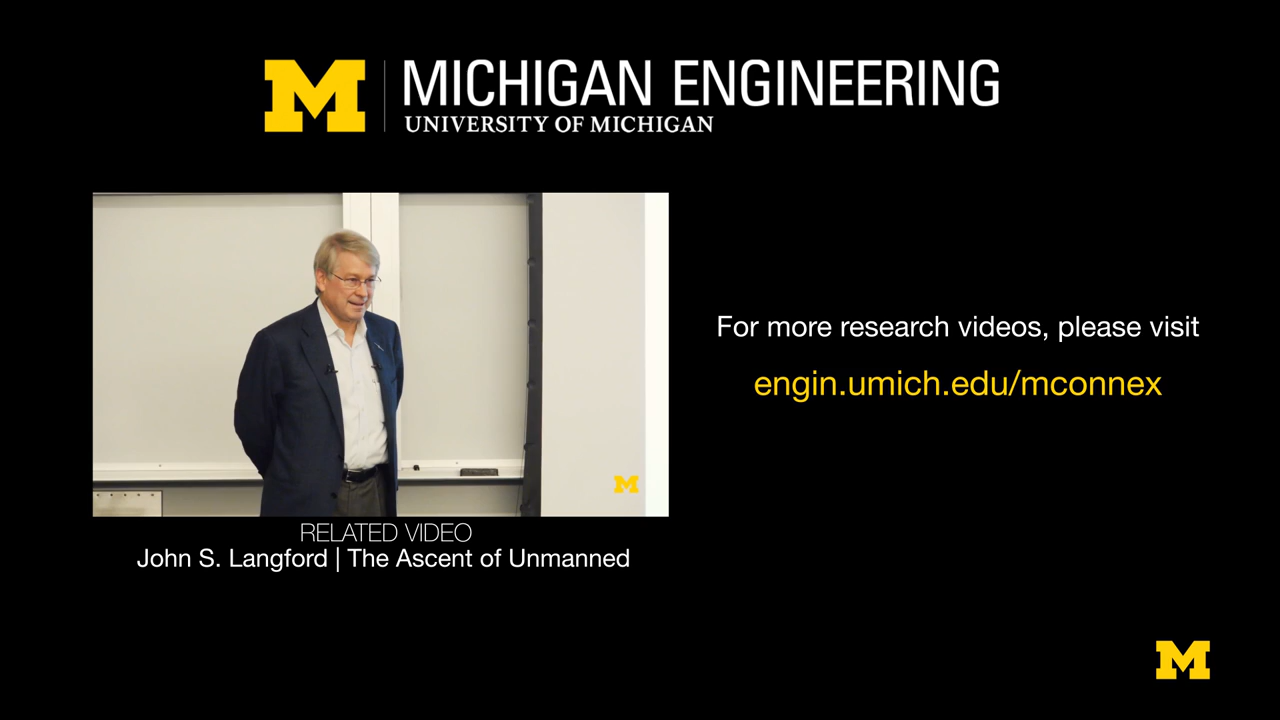 M MICHIGAN ENGINEERING
UNIVERSITY OF MICHIGAN
M
RELATED VIDEO
John S. Langford | The Ascent of Unmanned
For more research videos, please visit
engin.umich.edu/mconnex
M